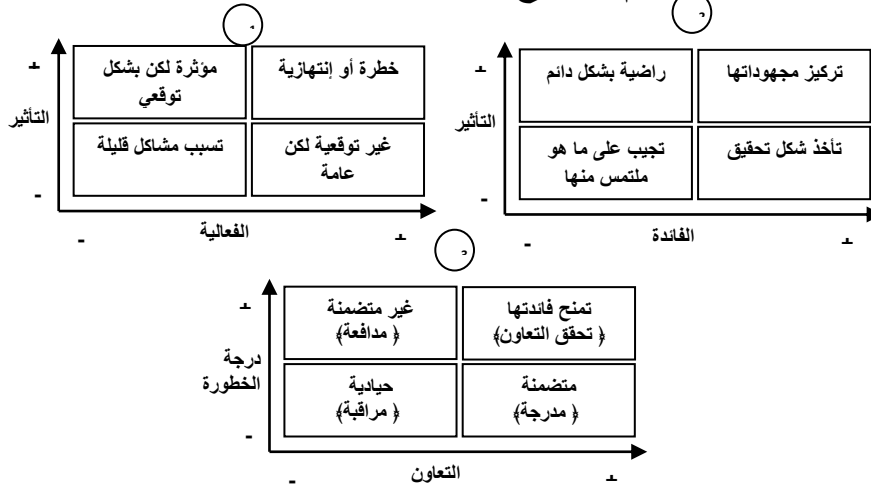 +
التأثير
-
مؤثرة لكن بشكل
توقعي
خطرة أو إنتهازية
تسبب مشاكل قليلة
غير توقعية لكن
عامة
-
الفعالية
+
+
التأثير
-
راضية بشكل دائم
تركيز مجهوداتها
تجيب على ما هو
ملتمس منها
تأخذ شكل تحقيق
-
الفائدة
+
+
درجة
الخطورة
-
غير متضمنة
﴿ مدافعة﴾
تمنح فائدتها
﴿ تحقق التعاون﴾
حيادية
﴿ مراقبة﴾
متضمنة
﴿ مدرجة﴾
-
التعاون
+